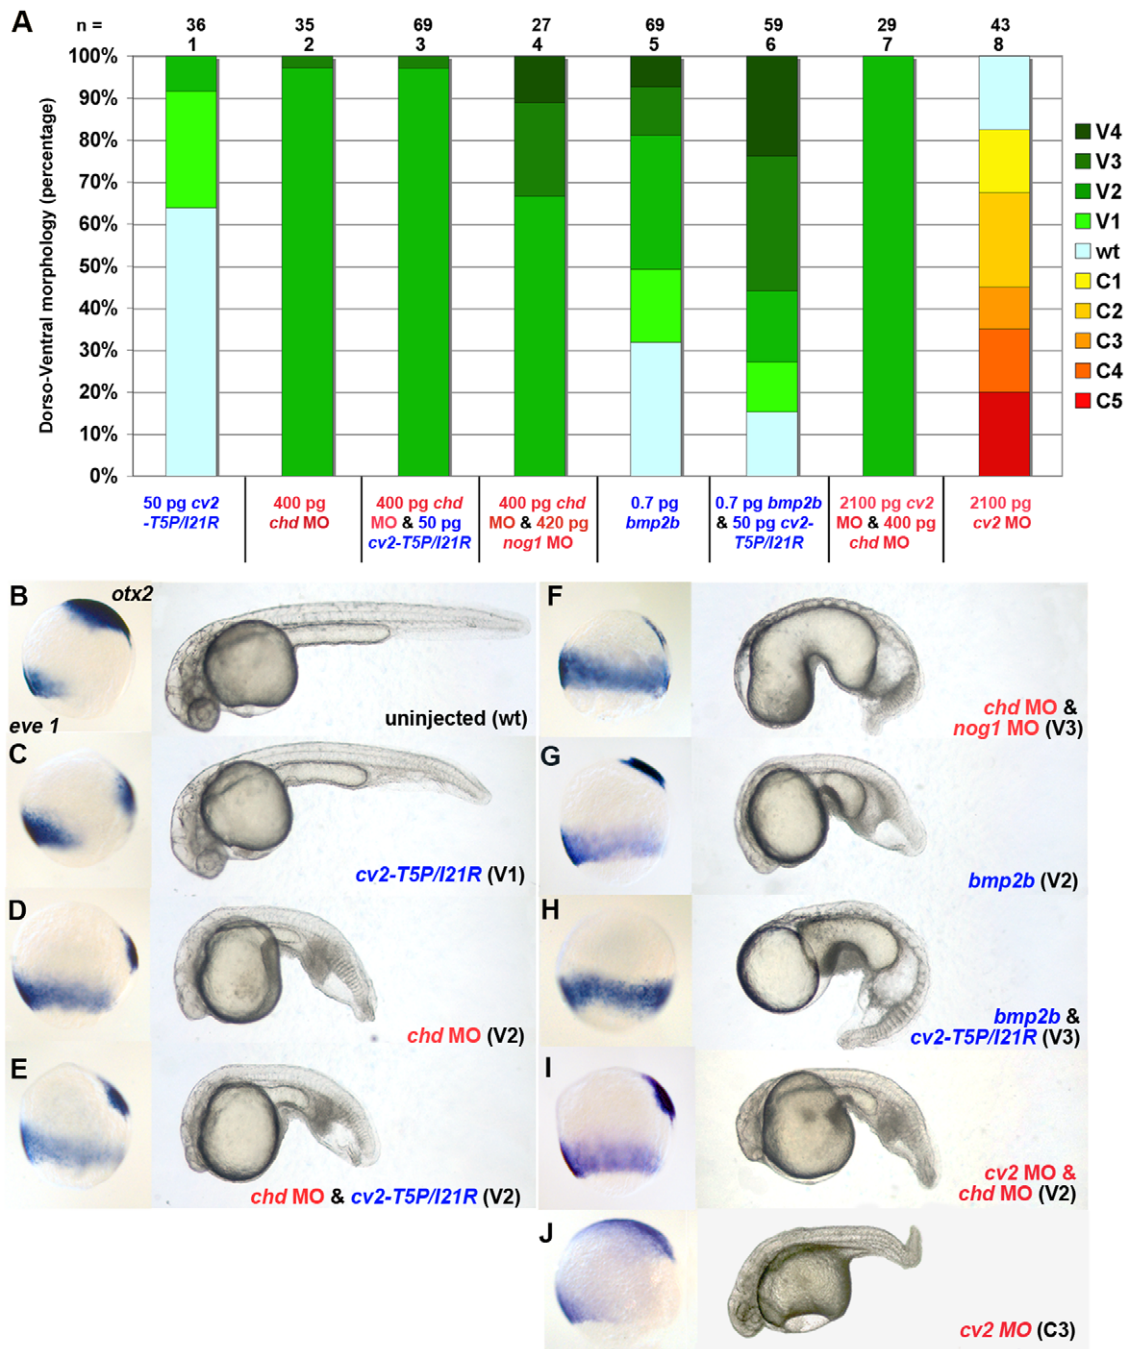 A
n = 36 35 69 27 69 59 29 43
1 2 3 4 5 6 7 8
Dorso-Ventral morphology (percentage)
100%
90%
80%
70%
60%
50%
40%
30%
20%
10%
0%
V4
V3
V2
V1
wt
C1
C2
C3
C4
C5
50 pg cv2
-T5P/I21R
400 pg
chd MO
400 pg chd
MO & 50 pg
cv2-T5P/I21R
400 pg chd
MO & 420 pg
nog1 MO
0.7 pg
bmp2b
0.7 pg bmp2b
& 50 pg cv2-
T5P/I21R
2100 pg cv2
MO & 400 pg
chd MO
2100 pg
cv2 MO
B
otx2
eve 1
uninjected (wt)
C
cv2-T5P/I21R (V1)
D
chd MO (V2)
E
chd MO & cv2-T5P/I21R (V2)
F
chd MO &
nog1 MO (V3)
G
bmp2b (V2)
H
bmp2b &
cv2-T5P/I21R (V3)
I
cv2 MO &
chd MO (V2)
J
cv2 MO (C3)